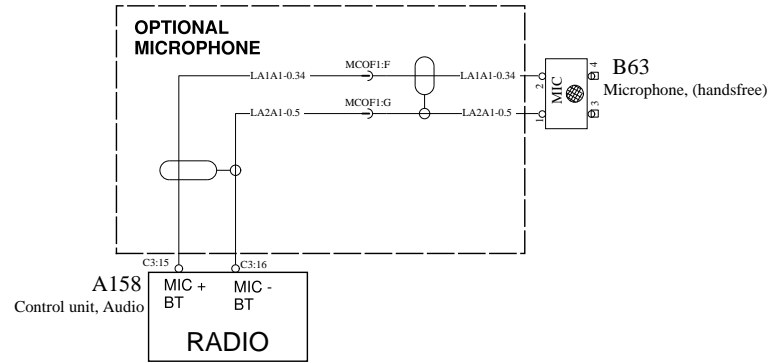 OPTIONAL
MICROPHONE
MCOF1:F
LA1A1-0.34
LA1A1-0.34
MCOF1:G
LA2A1-0.5
LA2A1-0.5
2
1
MIC
4
3
B63
Microphone, (handsfree)
C3:15
C3:16
A158
Control unit, Audio
MIC +
BT
MIC -
BT
RADIO